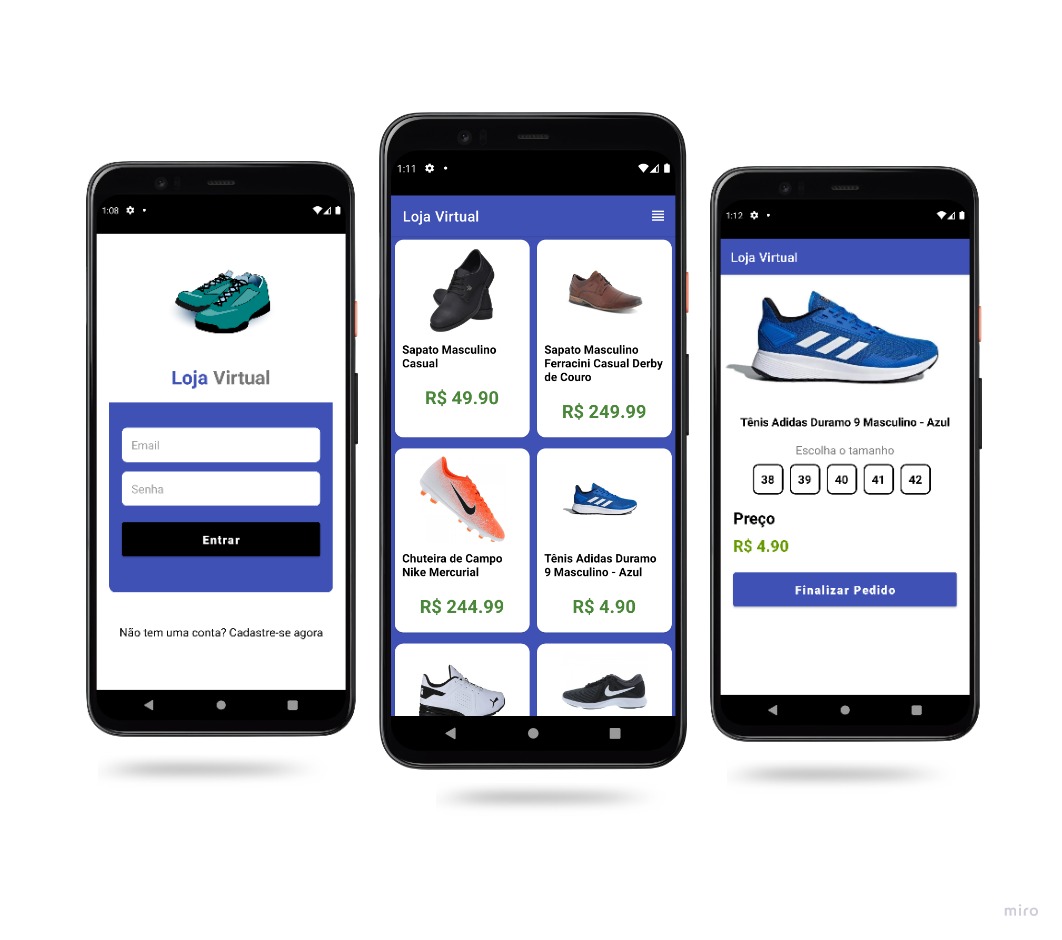 1:08
Loja Virtual
Email
Senha
Entrar
Não tem uma conta? Cadastre-se agora
1:11
Loja Virtual
Sapato Masculino
Casual
R$ 49.90
Sapato Masculino
Ferracini Casual Derby
de Couro
R$ 249.99
Chuteira de Campo
Nike Mercurial
R$ 244.99
Tênis Adidas Duramo
9 Masculino - Azul
R$ 4.90
1:12
Loja Virtual
Tênis Adidas Duramo 9 Masculino - Azul
Escolha o tamanho
38 39 40 41 42
Preço
R$ 4.90
Finalizar Pedido
miro